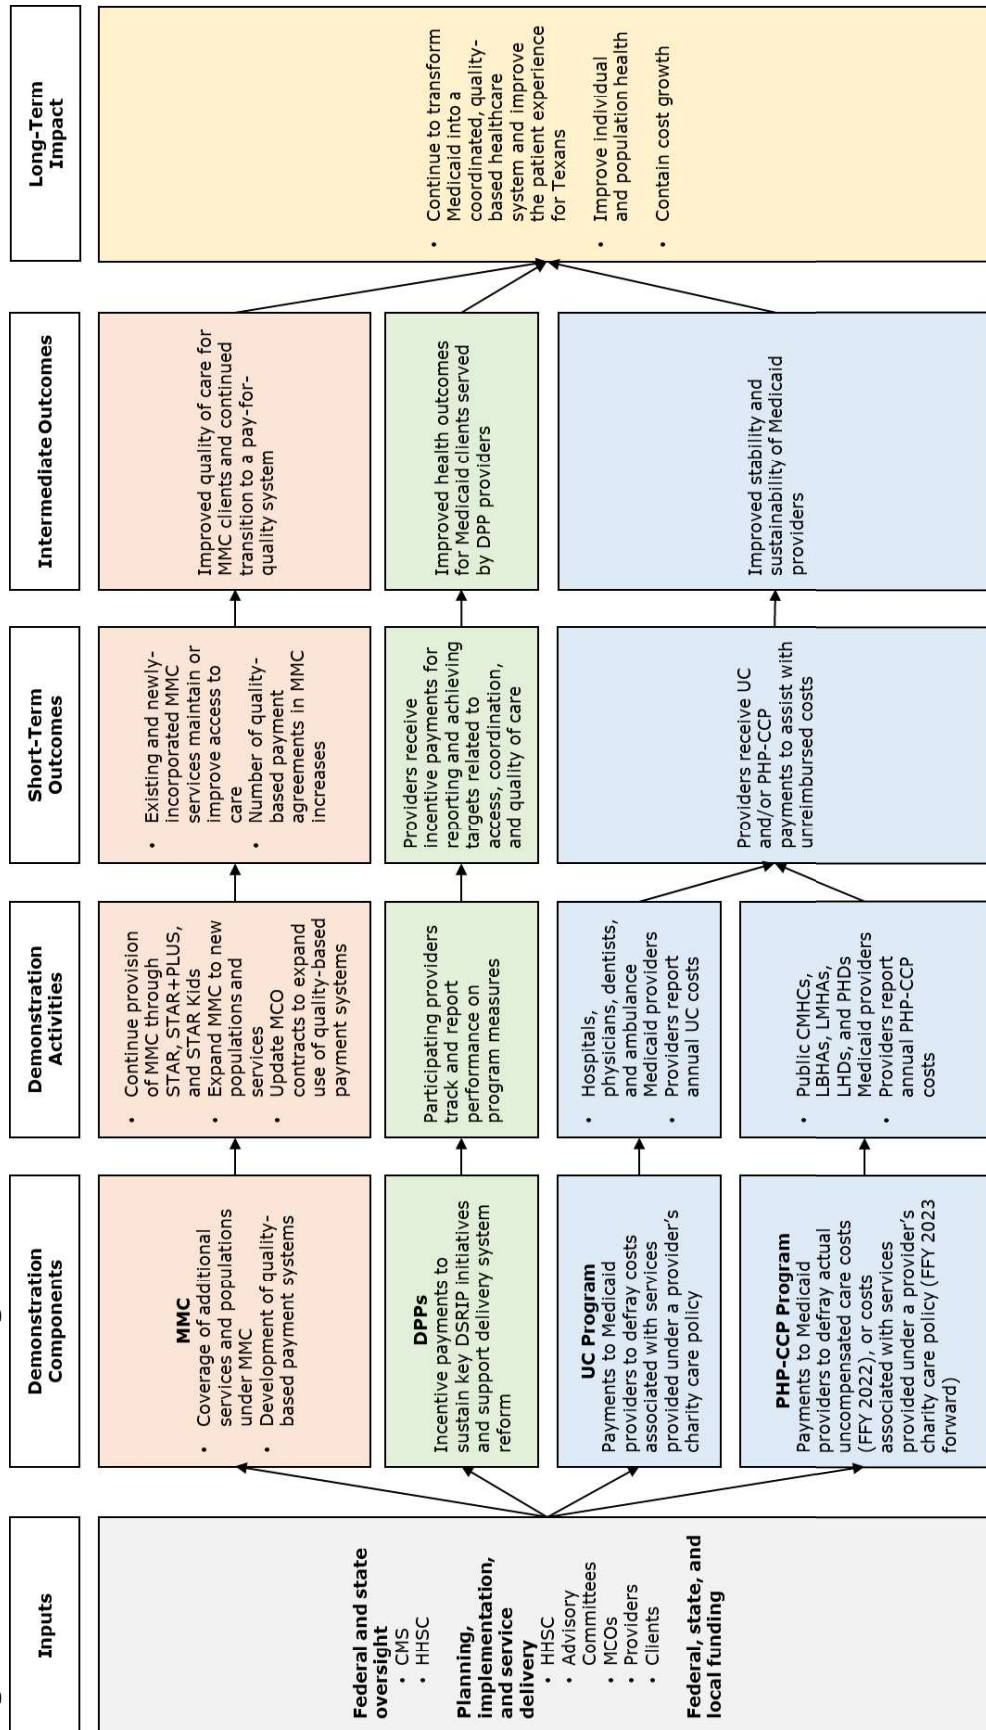 Inputs
Demonstration
Components
Demonstration
Activities
Short-Term
Outcomes
Intermediate Outcomes
Long-Term
Impact
Federal and state
oversight
• CMS
• HHSC
Planning,
implementation,
and service
delivery
• HHSC
• Advisory
Committees
• MCOs
• Providers
• Clients
Federal, state, and
local funding
MMC
• Coverage of additional
services and populations
under MMC
• Development of quality-
based payment systems
• Continue provision
of MMC through
STAR, STAR+PLUS,
and STAR Kids
• Expand MMC to new
populations and
services
• Update MCO
contracts to expand
use of quality-based
payment systems
• Existing and newly-
incorporated MMC
services maintain or
improve access to
care
• Number of quality-
based payment
agreements in MMC
increases
Improved quality of care for
MMC clients and continued
transition to a pay-for-
quality system
DPPs
Incentive payments to
sustain key DSRIP initiatives
and support delivery system
reform
Participating providers
track and report
performance on
program measures
Providers receive
incentive payments for
reporting and achieving
targets related to
access, coordination,
and quality of care
Improved health outcomes
for Medicaid clients served
by DPP providers
UC Program
Payments to Medicaid
providers to defray costs
associated with services
provided under a provider's
charity care policy
• Hospitals,
physicians, dentists,
and ambulance
Medicaid providers
• Providers report
annual UC costs
PHP-CCP Program
Payments to Medicaid
providers to defray actual
uncompensated care costs
(FFY 2022), or costs
associated with services
provided under a provider's
charity care policy (FFY 2023
forward)
• Public CMHCs,
LBHAs, LMHAs,
LHDs, and PHDs
Medicaid providers
• Providers report
annual PHP-CCP
costs
Providers receive UC
and/or PHP-CCP
payments to assist with
unreimbursed costs
Improved stability and
sustainability of Medicaid
providers
• Continue to transform
Medicaid into a
coordinated, quality-
based healthcare
system and improve
the patient experience
for Texans
• Improve individual
and population health
• Contain cost growth